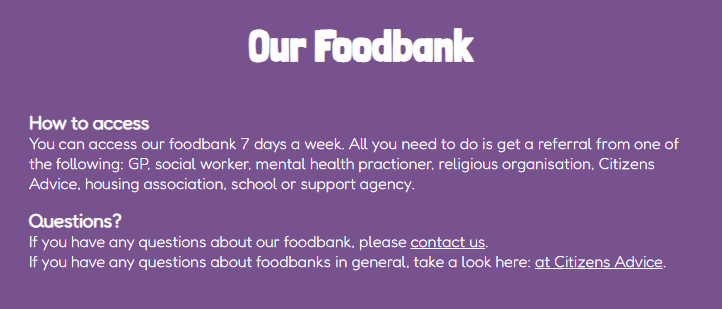 Our Foodbank
How to access
You can access our foodbank 7 days a week. All you need to do is get a referral from one of
the following: GP, social worker, mental health practioner, religious organisation, Citizens
Advice, housing association, school or support agency.
Questions?
If you have any questions about our foodbank, please contact us.
If you have any questions about foodbanks in general, take a look here: at Citizens Advice.